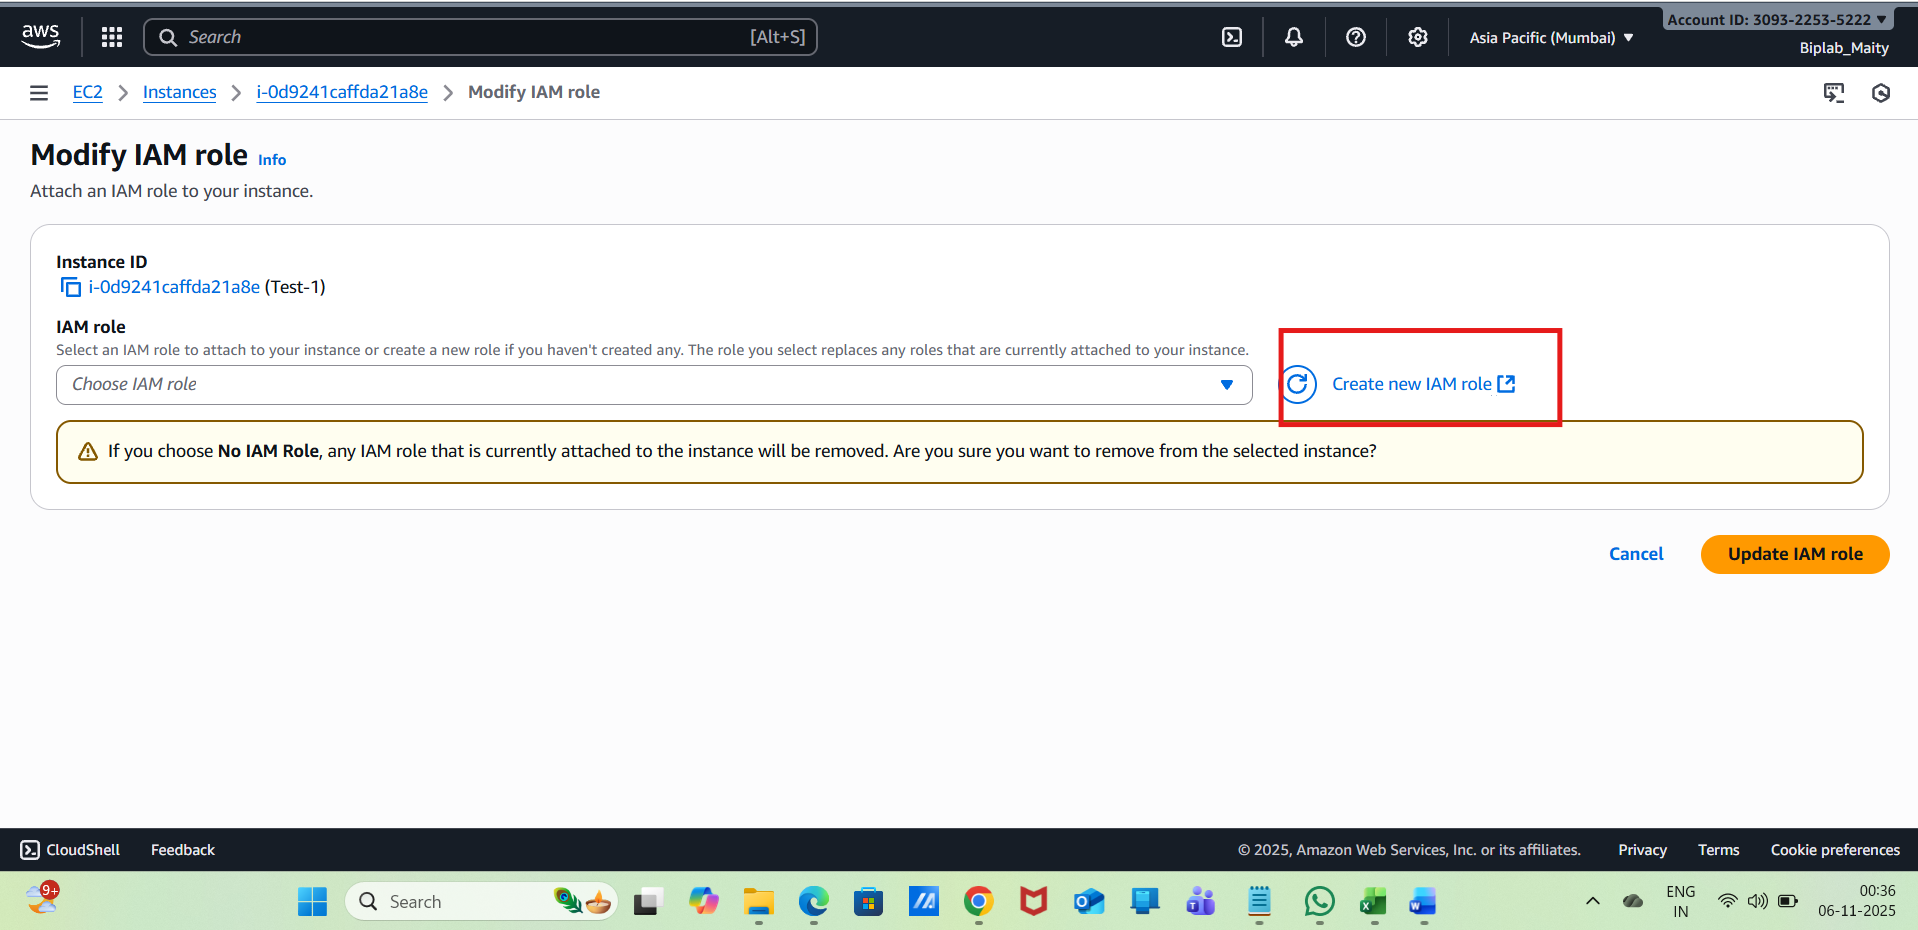 aws
Search [Alt+S]
Asia Pacific (Mumbai)
Account ID: 3093-2253-5222
Biplab_Maity
EC2 Instances i-0d9241caffda21a8e Modify IAM role
Modify IAM role Info
Attach an IAM role to your instance.
Instance ID
i-0d9241caffda21a8e (Test-1)
IAM role
Select an IAM role to attach to your instance or create a new role if you haven't created any. The role you select replaces any roles that are currently attached to your instance.
Choose IAM role
Create new IAM role
If you choose No IAM Role, any IAM role that is currently attached to the instance will be removed. Are you sure you want to remove from the selected instance?
Cancel Update IAM role
CloudShell Feedback © 2025, Amazon Web Services, Inc. or its affiliates. Privacy Terms Cookie preferences
9+
Search
ENG
IN
00:36
06-11-2025